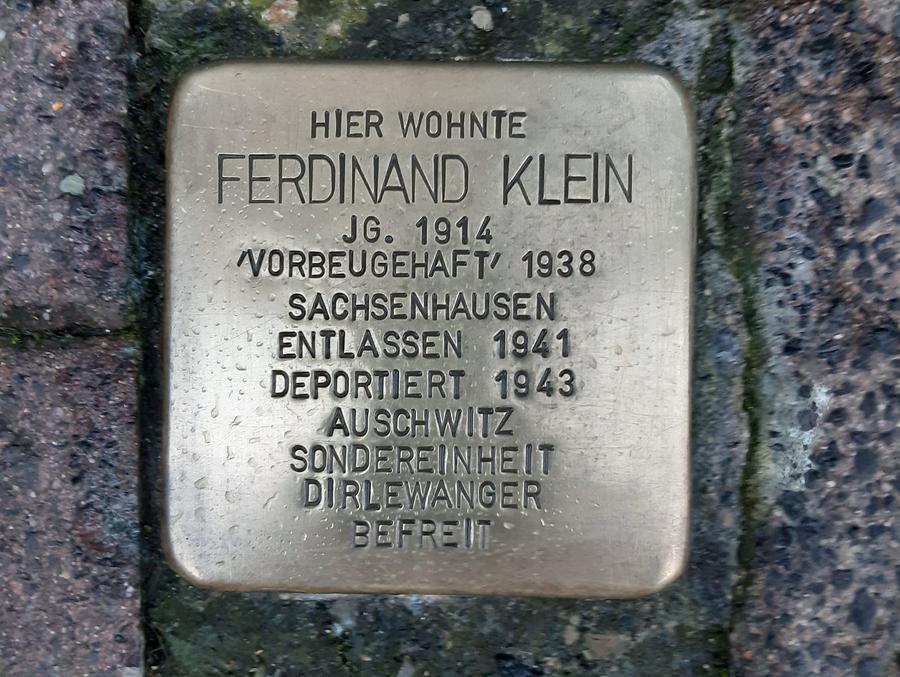 HIER WOHNTE
FERDINAND KLEIN
JG. 1914
'VORBEUGEHAFT' 1938
SACHSENHAUSEN
ENTLASSEN 1941
DEPORTIERT 1943
AUSCHWITZ
SONDEREINHEIT
DIRLEWANGER
BEFREIT